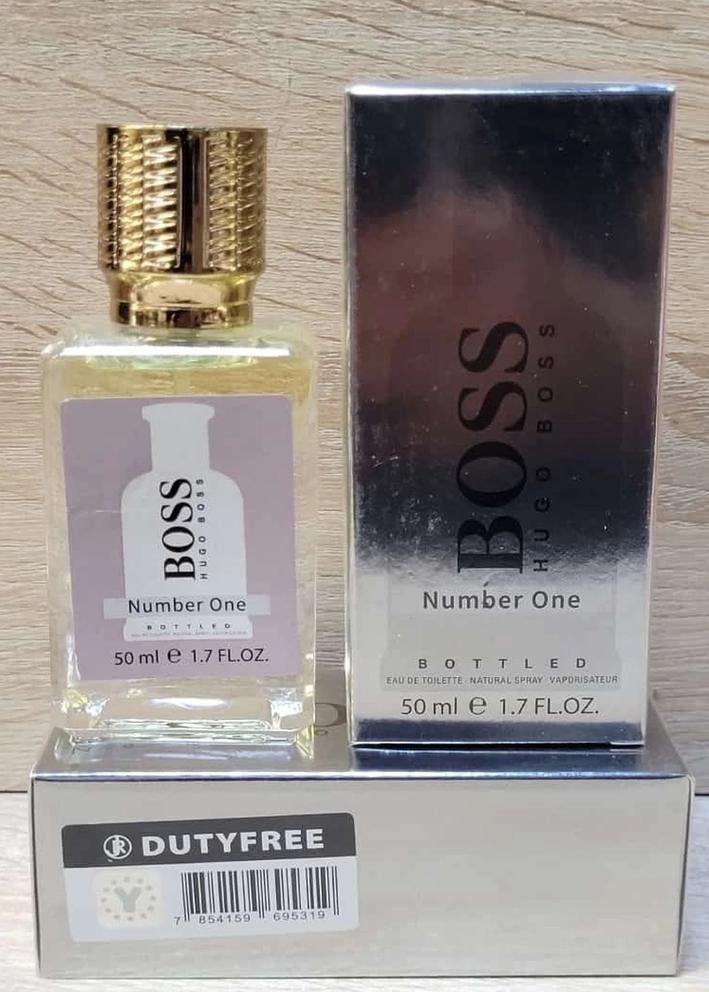 BOSS
HUGO BOSS
Number One
BOTTLED
50 ml e 1.7 FL.OZ.
BOSS
HUGO BOSS
Number One
BOTTLED
EAU DE TOILETTE · NATURAL SPRAY · VAPORISATEUR
50 ml e 1.7 FL.OZ.
JR DUTYFREE
Y
7 854159 695319